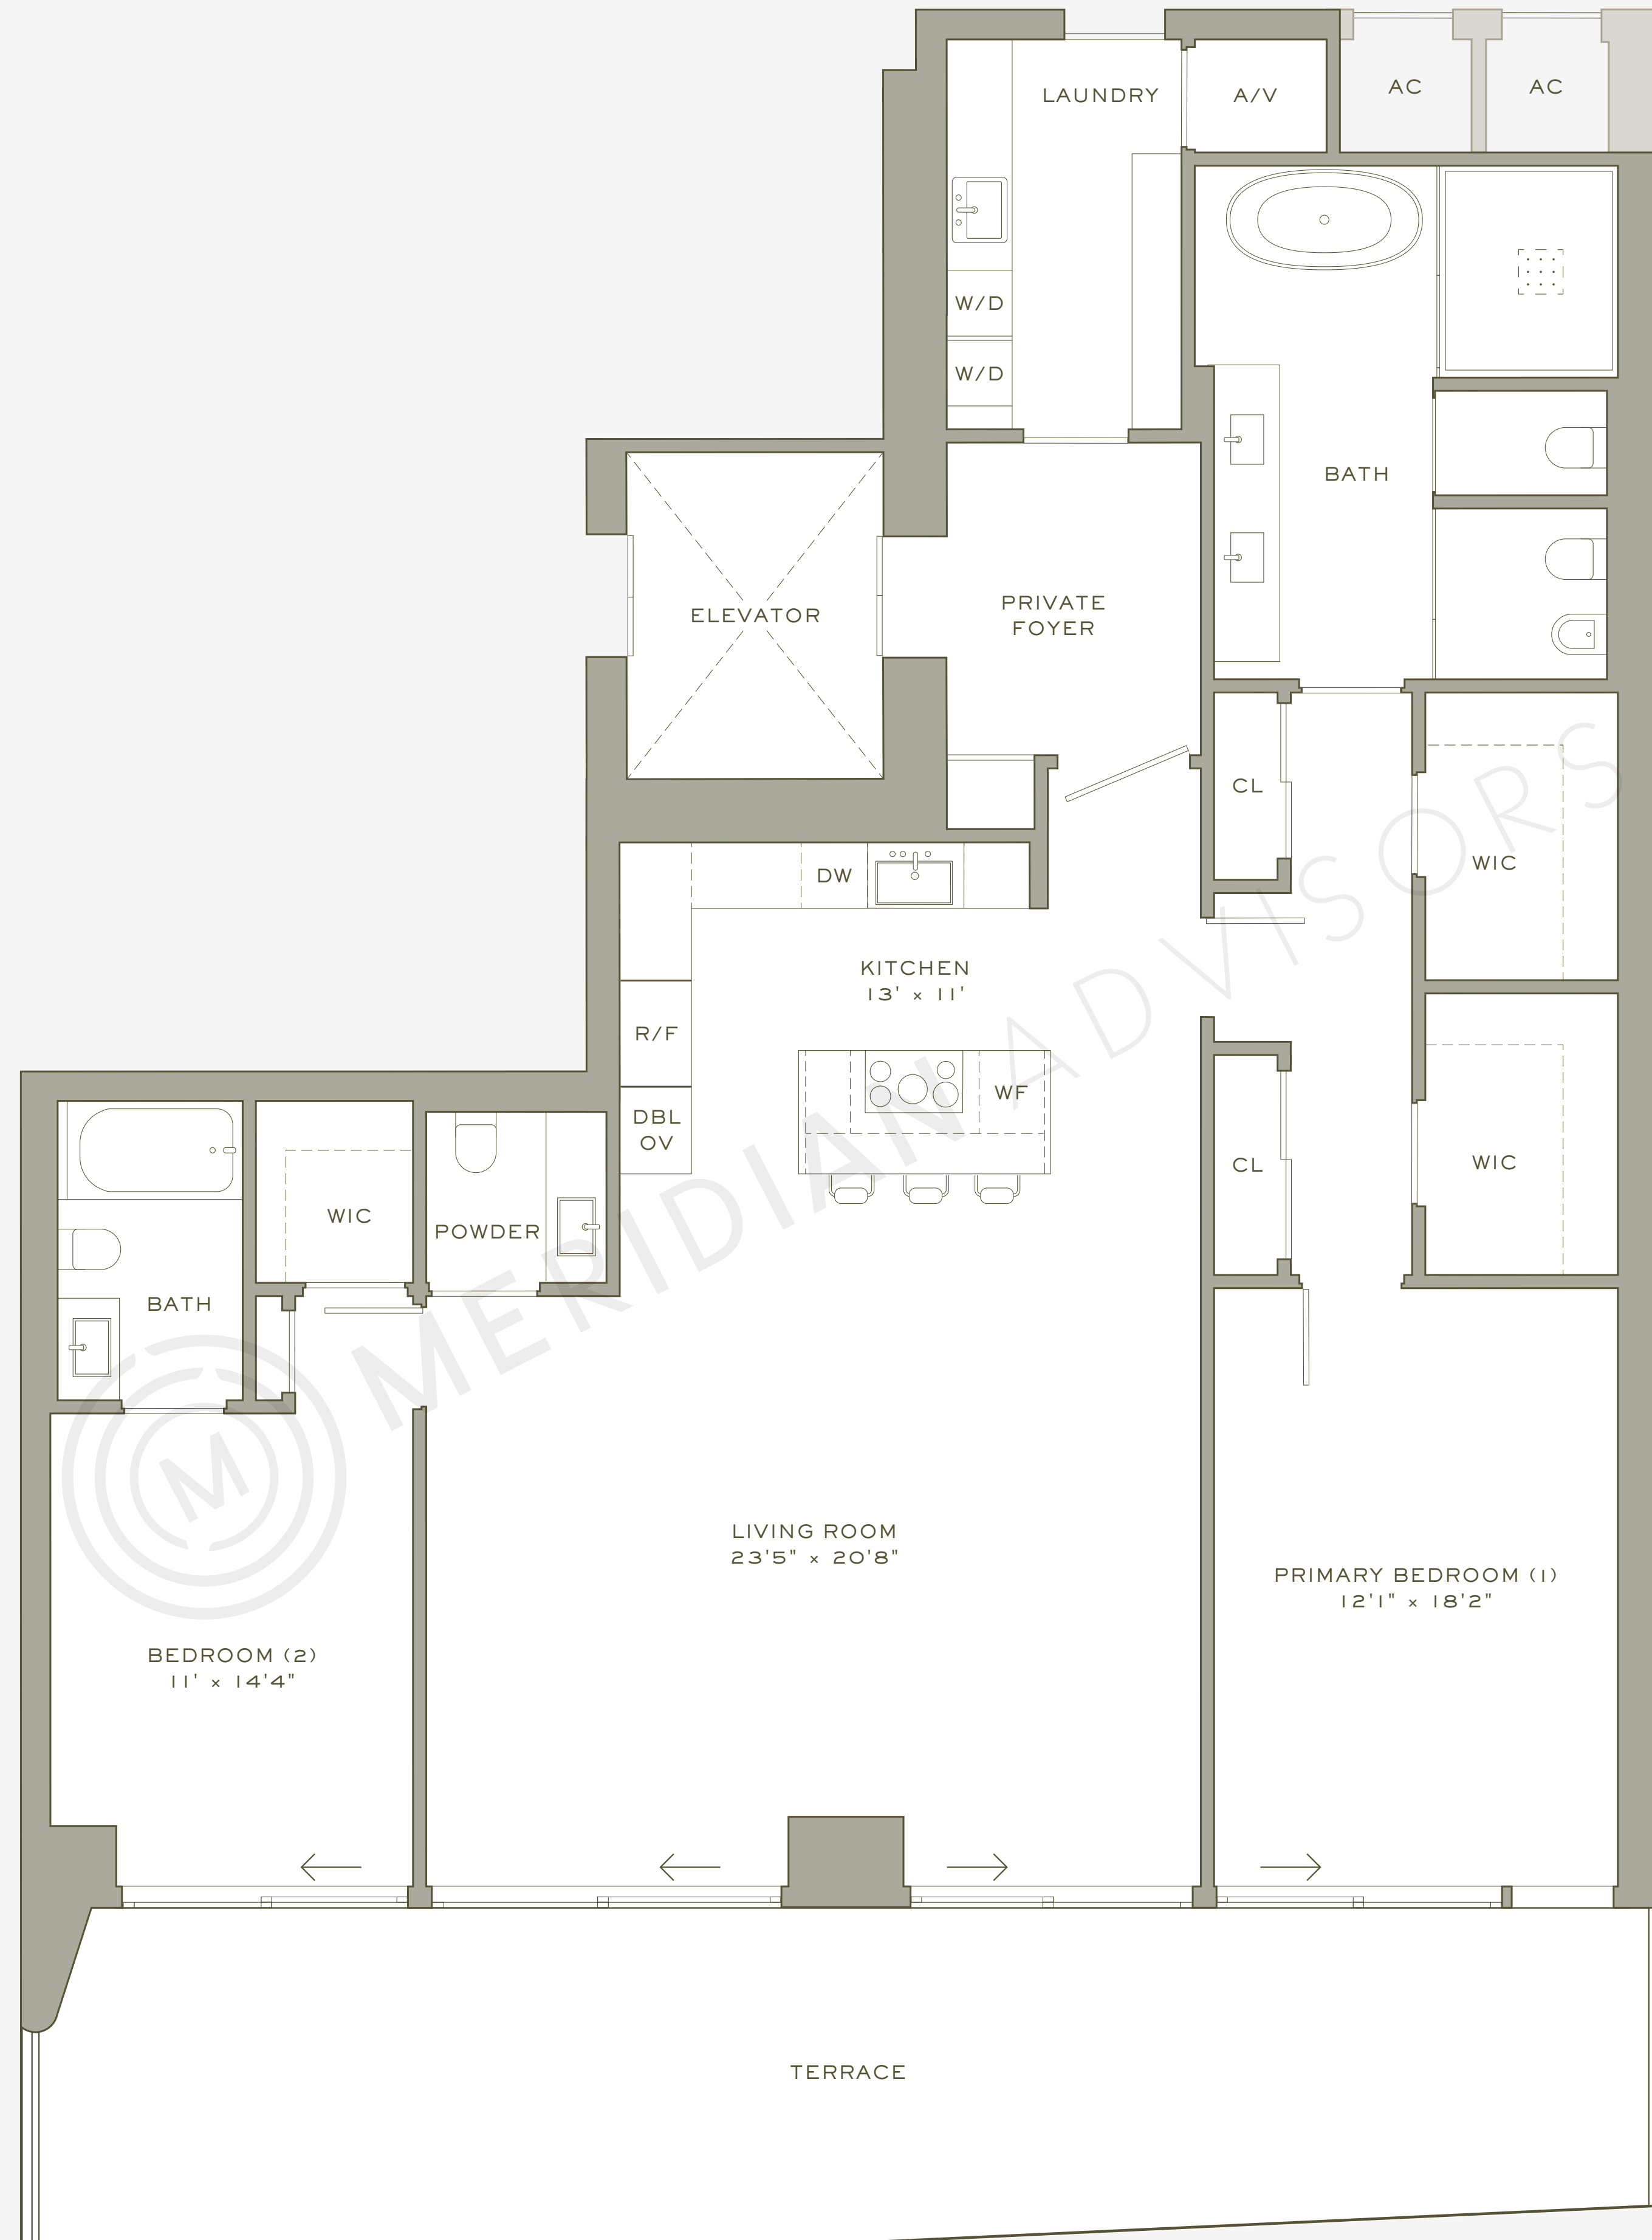 LAUNDRY
A/V
AC
AC
W/D
W/D
BATH
ELEVATOR
PRIVATE
FOYER
CL
WIC
DW
KITCHEN
13' × 11'
R/F
WF
DBL
OV
CL
WIC
WIC
POWDER
BATH
MERIDIAN ADVISORS
M
LIVING ROOM
23'5" × 20'8"
PRIMARY BEDROOM (1)
12'1" × 18'2"
BEDROOM (2)
11' × 14'4"
TERRACE